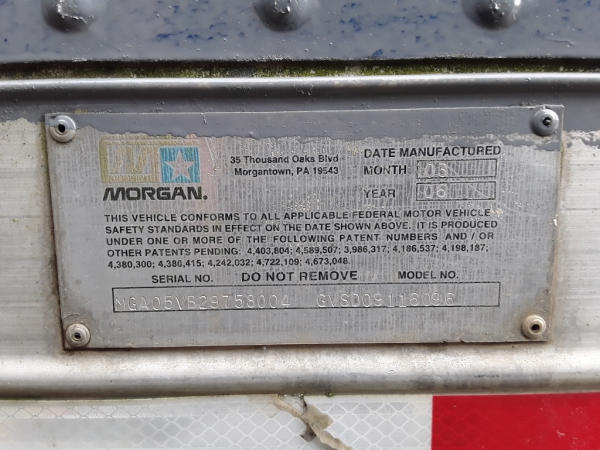 MORGAN.
35 Thousand Oaks Blvd
Morgantown, PA 19543
DATE MANUFACTURED
MONTH 03
YEAR 06
THIS VEHICLE CONFORMS TO ALL APPLICABLE FEDERAL MOTOR VEHICLE
SAFETY STANDARDS IN EFFECT ON THE DATE SHOWN ABOVE. IT IS PRODUCED
UNDER ONE OR MORE OF THE FOLLOWING PATENT NUMBERS AND / OR
OTHER PATENTS PENDING: 4,403,804; 4,589,507; 3,986,317; 4,186,537; 4,198,187;
4,380,300; 4,386,415; 4,242,032; 4,722,109; 4,673,048.
SERIAL NO. DO NOT REMOVE MODEL NO.
MGA05VB29758004 GVSD09118096